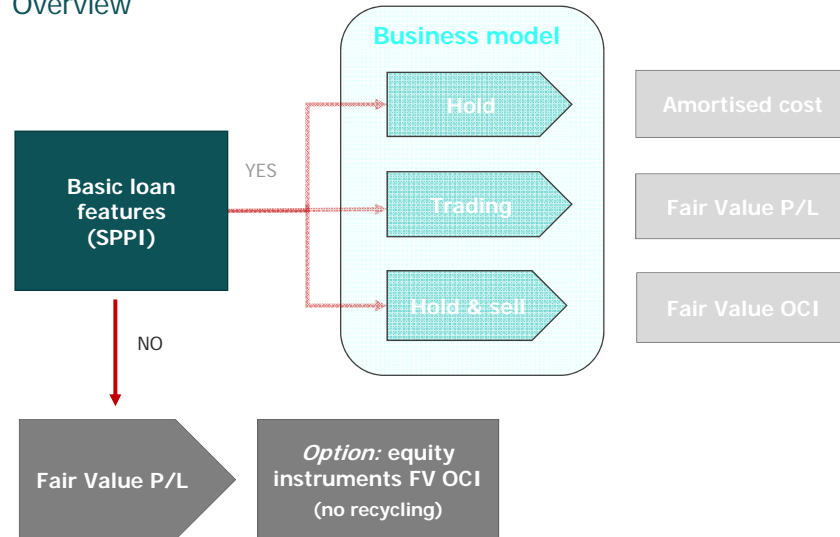 Overview
Business model
Hold
Amortised cost
Basic loan
features
(SPPI)
YES
Trading
Fair Value P/L
Hold & sell
Fair Value OCI
NO
Fair Value P/L
Option: equity
instruments FV OCI
(no recycling)